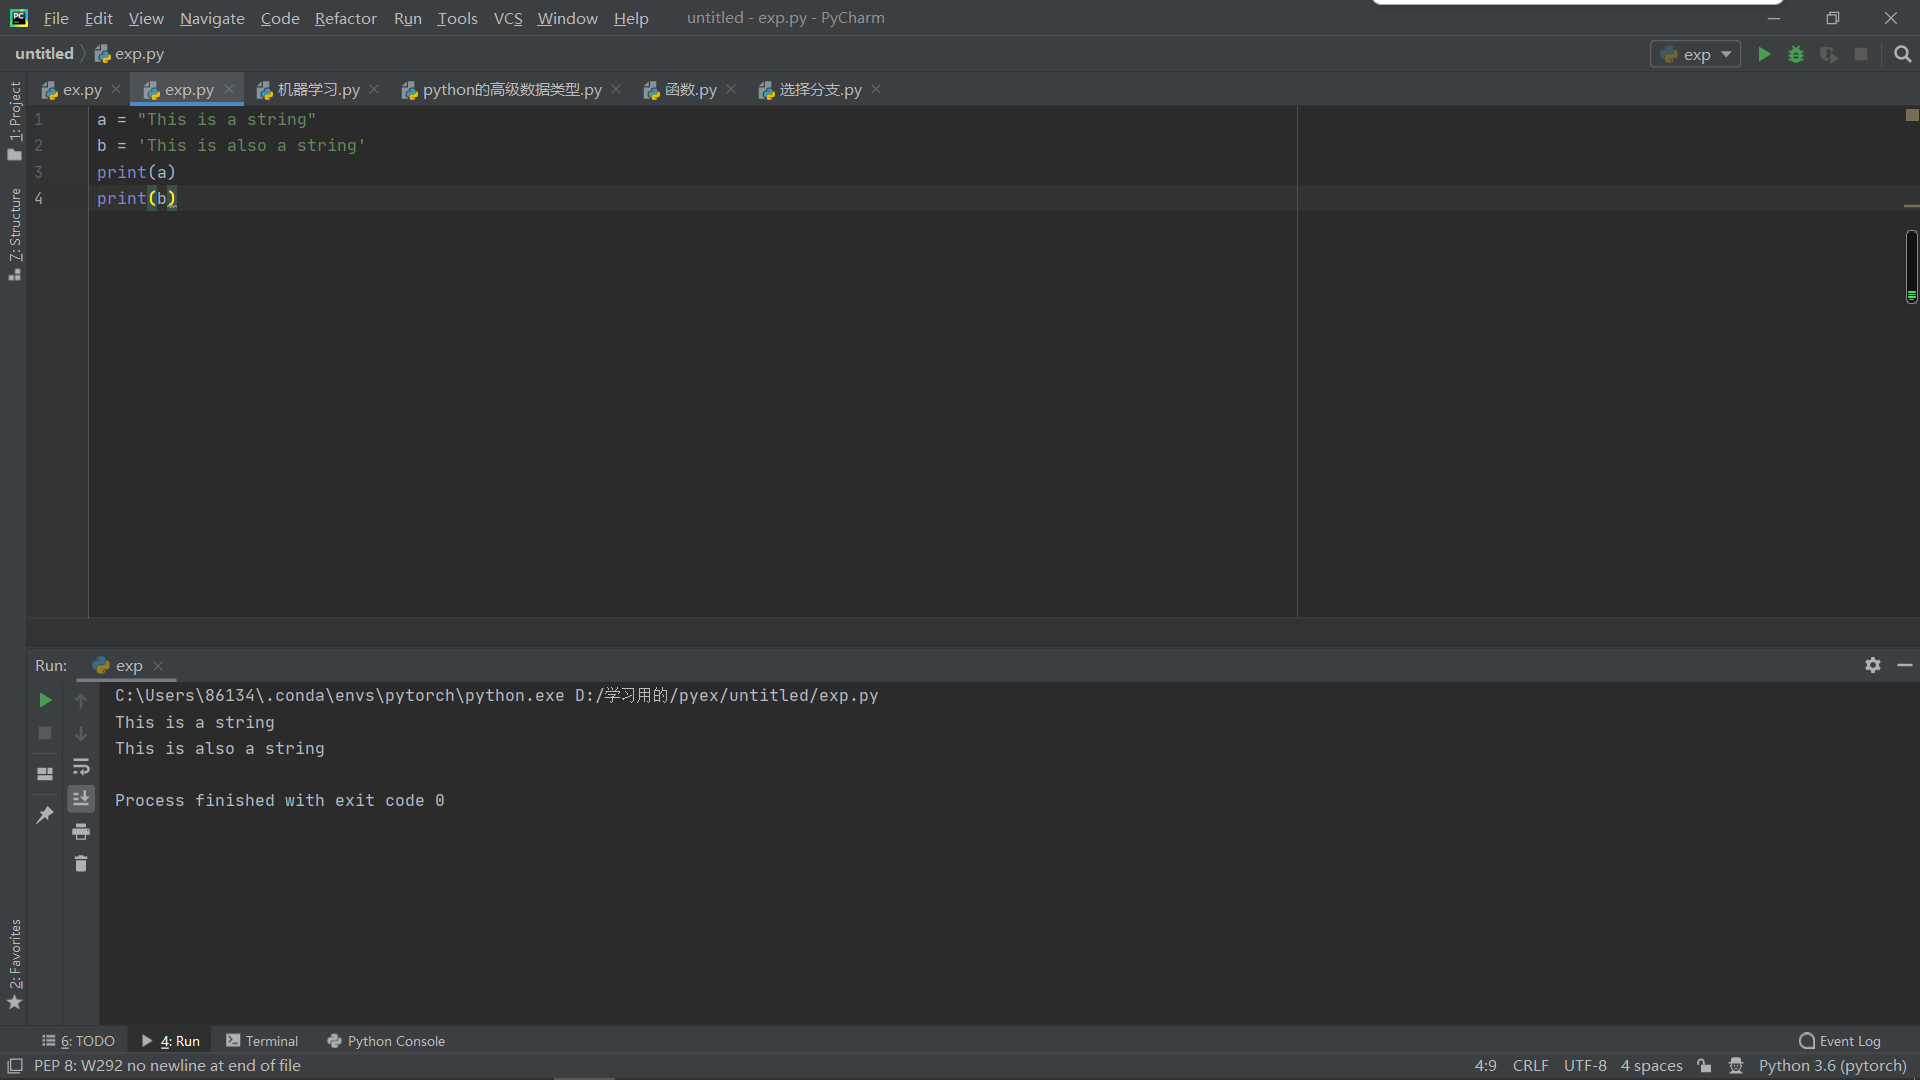 File Edit View Navigate Code Refactor Run Tools VCS Window Help untitled - exp.py - PyCharm
untitled exp.py exp
ex.py exp.py 机器学习.py python的高级数据类型.py 函数.py 选择分支.py
1: Project
7: Structure
1 a = "This is a string"
2 b = 'This is also a string'
3 print(a)
4 print(b)
Run: exp
C:\Users\86134\.conda\envs\pytorch\python.exe D:/学习用的/pyex/untitled/exp.py
This is a string
This is also a string
Process finished with exit code 0
2: Favorites
6: TODO 4: Run Terminal Python Console Event Log
PEP 8: W292 no newline at end of file 4:9 CRLF UTF-8 4 spaces Python 3.6 (pytorch)